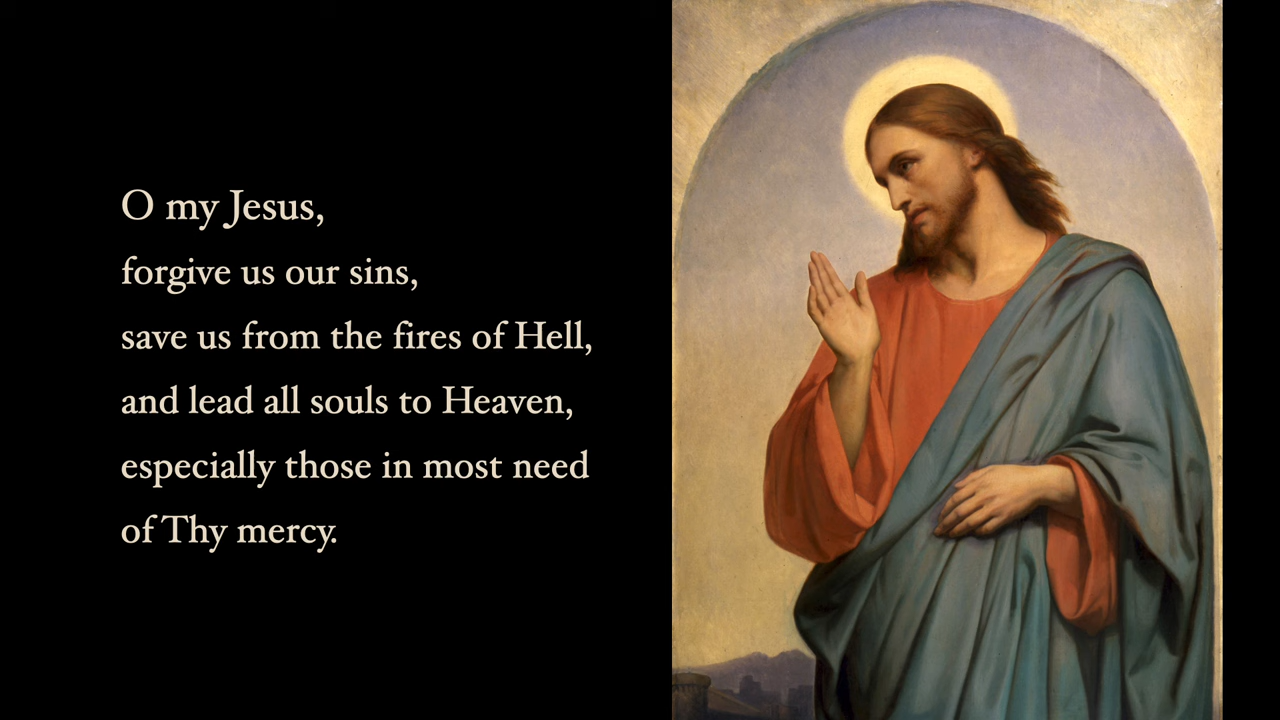 O my Jesus,
forgive us our sins,
save us from the fires of Hell,
and lead all souls to Heaven,
especially those in most need
of Thy mercy.